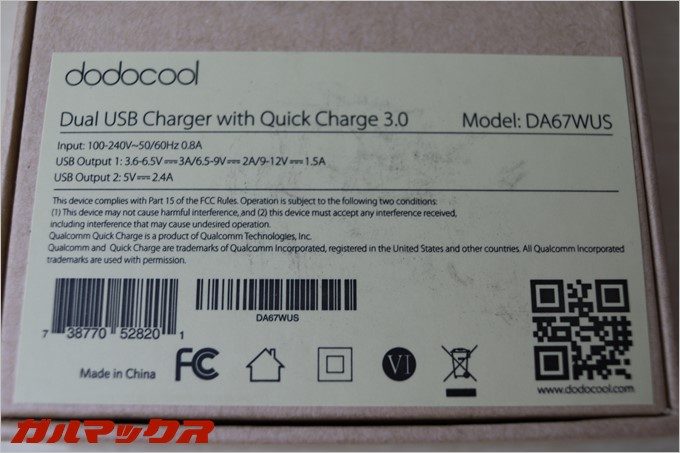 dodocool
Dual USB Charger with Quick Charge 3.0 Model: DA67WUS
Input: 100-240V~50/60Hz 0.8A
USB Output 1: 3.6-6.5V⎓3A/6.5-9V⎓2A/9-12V⎓1.5A
USB Output 2: 5V⎓2.4A
This device complies with Part 15 of the FCC Rules. Operation is subject to the following two conditions:
(1) This device may not cause harmful interference, and (2) this device must accept any interference received,
including interference that may cause undesired operation.
Qualcomm Quick Charge is a product of Qualcomm Technologies, Inc.
Qualcomm and Quick Charge are trademarks of Qualcomm Incorporated, registered in the United States and other countries. All Qualcomm Incorporated
trademarks are used with permission.
7 38770 52820 1
DA67WUS
Made in China FC VI
www.dodocool.com
ガルマックス